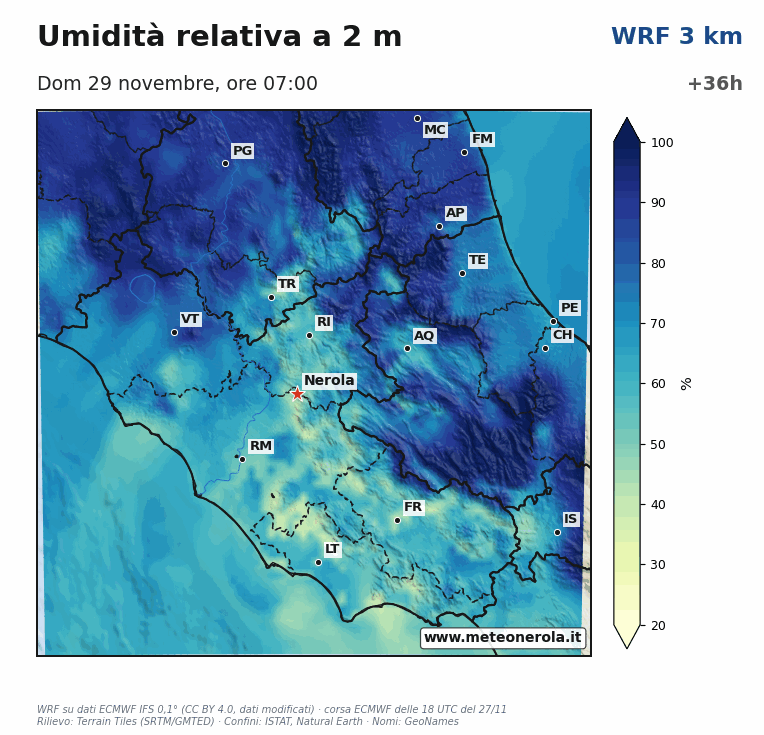 Umidità relativa a 2 m
WRF 3 km
Dom 29 novembre, ore 07:00
+36h
MC
FM
PG
AP
TE
TR
PE
VT
RI
AQ
CH
Nerola
RM
FR
IS
LT
www.meteonerola.it
100
90
80
70
60
50
40
30
20
%
WRF su dati ECMWF IFS 0,1° (CC BY 4.0, dati modificati) · corsa ECMWF delle 18 UTC del 27/11
Rilievo: Terrain Tiles (SRTM/GMTED) · Confini: ISTAT, Natural Earth · Nomi: GeoNames